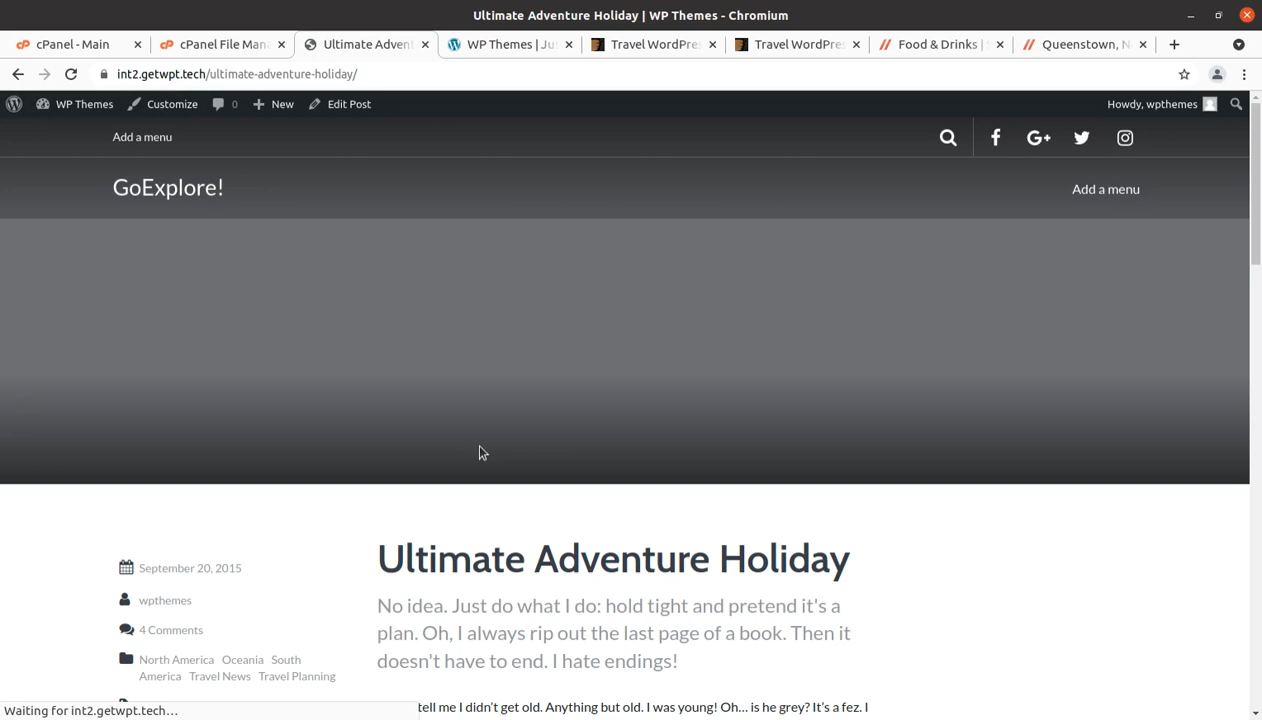 Ultimate Adventure Holiday | WP Themes - Chromium
cPanel - Main
cPanel File Mana
Ultimate Adven
WP Themes | Ju
Travel WordPre
Travel WordPres
Food & Drinks |
Queenstown, N
int2.getwpt.tech/ultimate-adventure-holiday/
WP Themes
Customize
0
New
Edit Post
Howdy, wpthemes
Add a menu
GoExplore!
Add a menu
Ultimate Adventure Holiday
September 20, 2015
wpthemes
4 Comments
North America Oceania South
America Travel News Travel Planning
No idea. Just do what I do: hold tight and pretend it's a
plan. Oh, I always rip out the last page of a book. Then it
doesn't have to end. I hate endings!
tell me I didn't get old. Anything but old. I was young! Oh… is he grey? It's a fez. I
Waiting for int2.getwpt.tech…